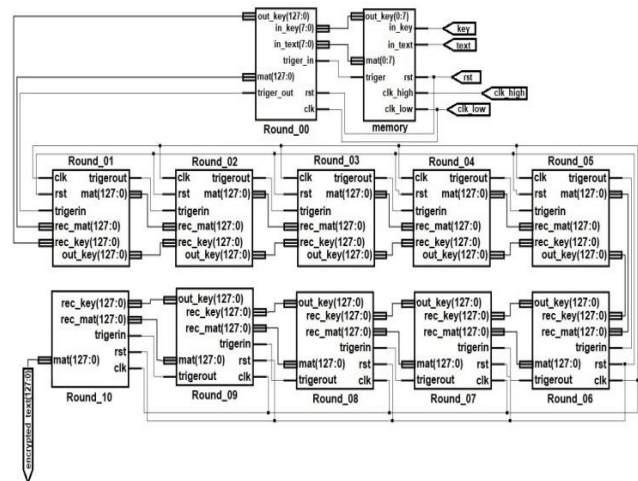 out_key(127:0)
in_key(7:0)
in_text(7:0)
triger_in
mat(127:0)
triger_out
rst
clk
Round_00
out_key(0:7)
in_key
in_text
mat(0:7)
triger
rst
clk_high
clk_low
memory
key
text
rst
clk_high
clk_low
Round_01
clk
trigerout
rst
mat(127:0)
trigerin
rec_mat(127:0)
rec_key(127:0)
out_key(127:0)
Round_02
clk
trigerout
rst
mat(127:0)
trigerin
rec_mat(127:0)
rec_key(127:0)
out_key(127:0)
Round_03
clk
trigerout
rst
mat(127:0)
trigerin
rec_mat(127:0)
rec_key(127:0)
out_key(127:0)
Round_04
clk
trigerout
rst
mat(127:0)
trigerin
rec_mat(127:0)
rec_key(127:0)
out_key(127:0)
Round_05
clk
trigerout
rst
mat(127:0)
trigerin
rec_mat(127:0)
rec_key(127:0)
out_key(127:0)
rec_key(127:0)
rec_mat(127:0)
trigerin
rst
mat(127:0)
clk
Round_10
out_key(127:0)
rec_key(127:0)
rec_mat(127:0)
trigerin
mat(127:0)
rst
trigerout
clk
Round_09
out_key(127:0)
rec_key(127:0)
rec_mat(127:0)
trigerin
mat(127:0)
rst
trigerout
clk
Round_08
out_key(127:0)
rec_key(127:0)
rec_mat(127:0)
trigerin
mat(127:0)
rst
trigerout
clk
Round_07
out_key(127:0)
rec_key(127:0)
rec_mat(127:0)
trigerin
mat(127:0)
rst
trigerout
clk
Round_06
encrypted_text(127:0)